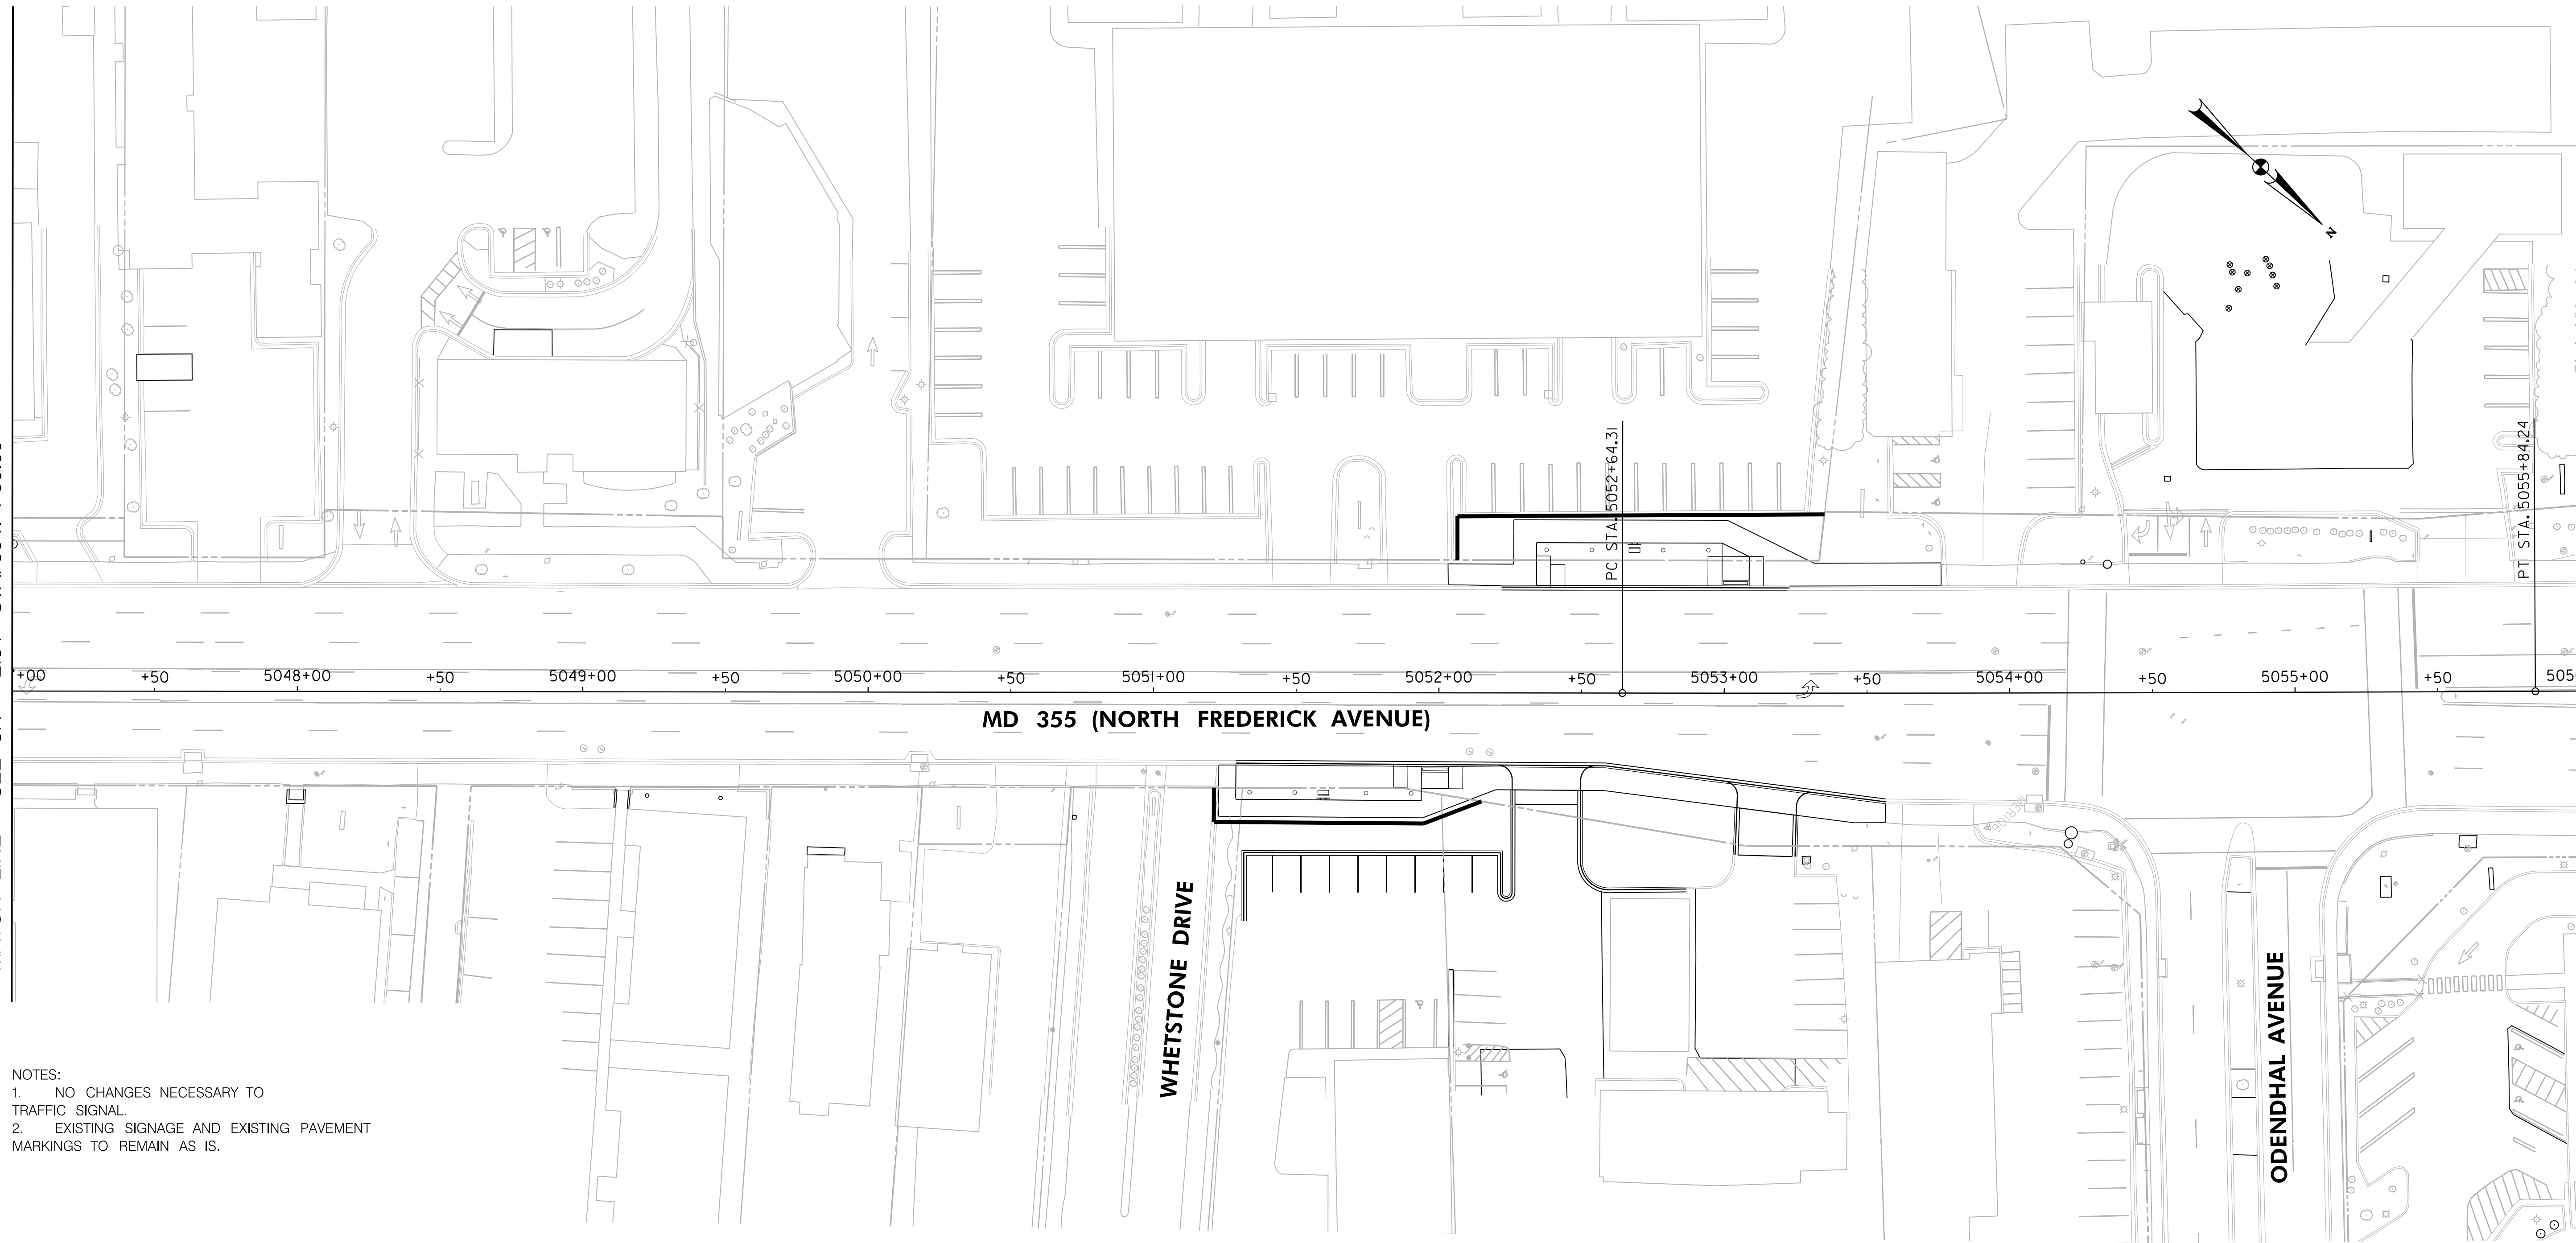 PC STA. 5052+64.31
PT STA. 5055+84.24
N
+00 +50 5048+00 +50 5049+00 +50 5050+00 +50 5051+00 +50 5052+00 +50 5053+00 +50 5054+00 +50 5055+00 +50
MD 355 (NORTH FREDERICK AVENUE)
WHETSTONE DRIVE
ODENDHAL AVENUE
NOTES:
1. NO CHANGES NECESSARY TO
TRAFFIC SIGNAL.
2. EXISTING SIGNAGE AND EXISTING PAVEMENT
MARKINGS TO REMAIN AS IS.